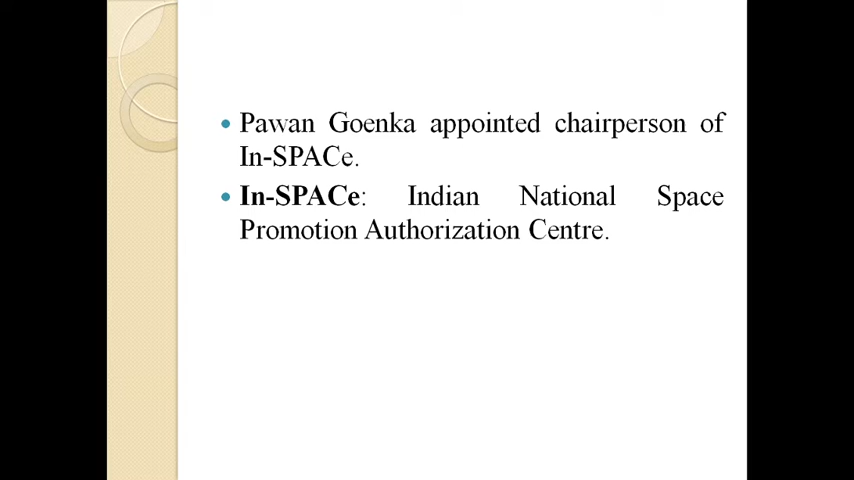 Pawan Goenka appointed chairperson of
In-SPACe.
In-SPACe: Indian National Space
Promotion Authorization Centre.